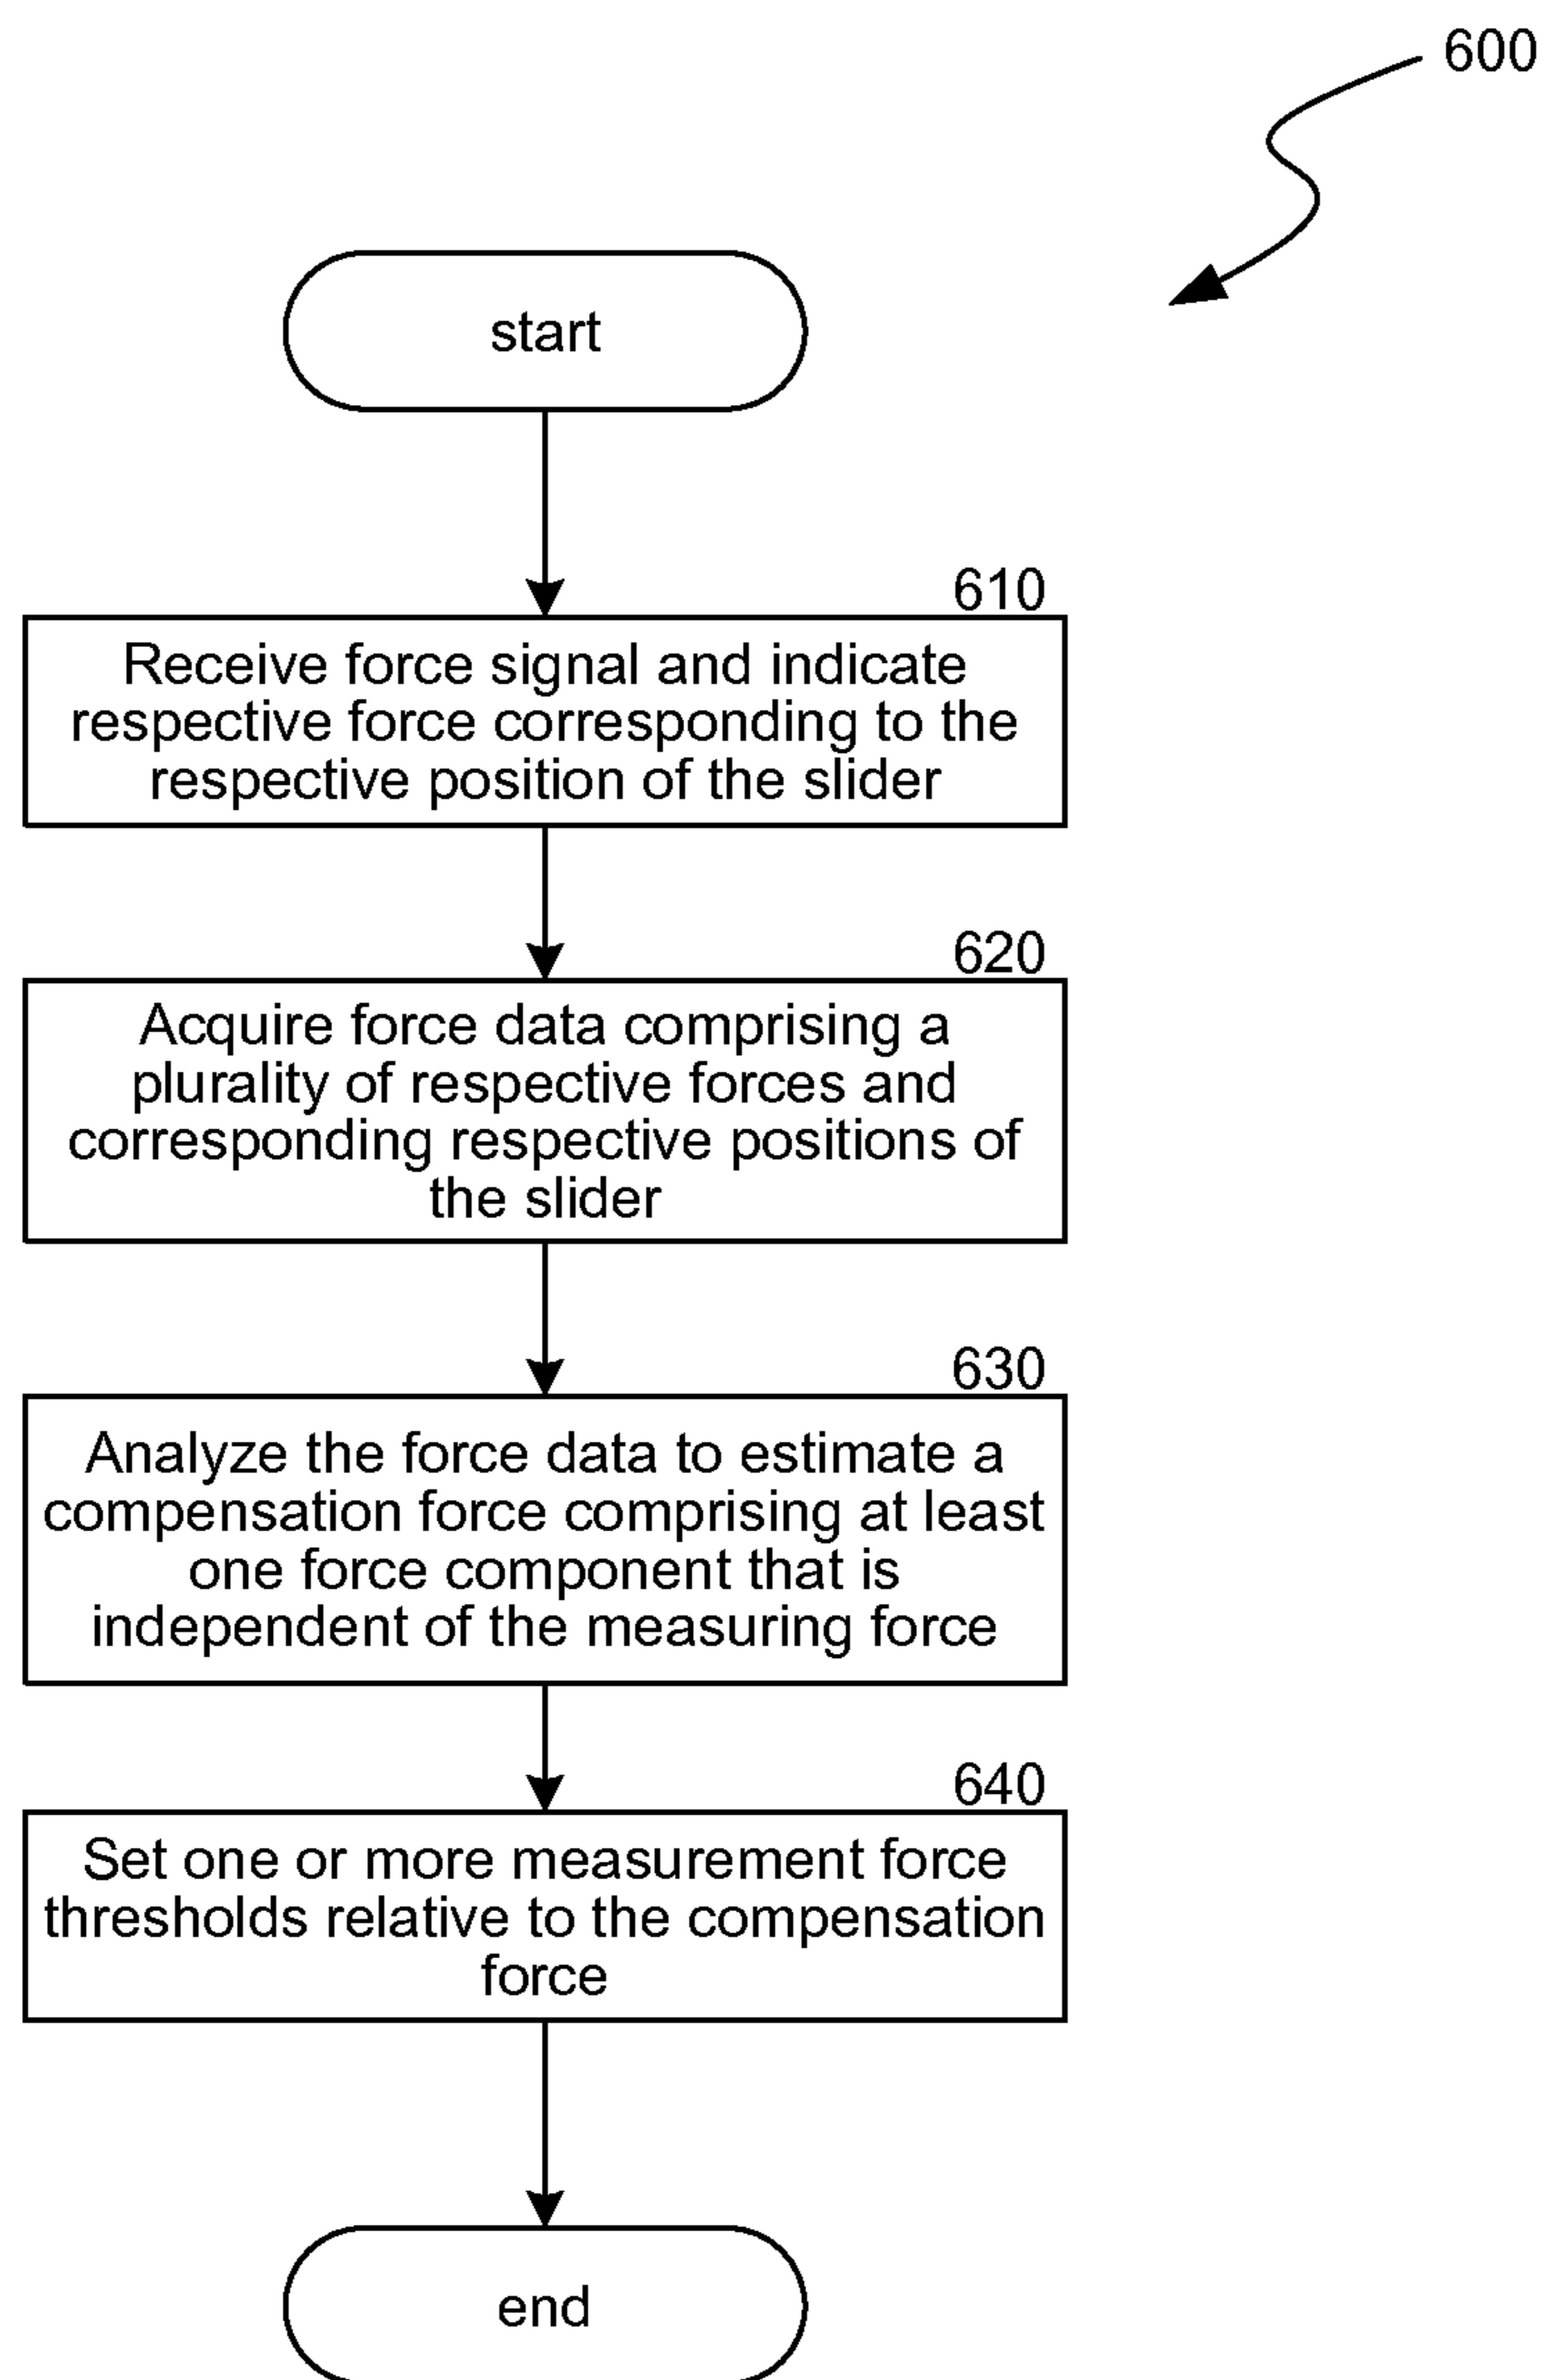 600
start
610
Receive force signal and indicate
respective force corresponding to the
respective position of the slider
620
Acquire force data comprising a
plurality of respective forces and
corresponding respective positions of
the slider
630
Analyze the force data to estimate a
compensation force comprising at least
one force component that is
independent of the measuring force
640
Set one or more measurement force
thresholds relative to the compensation
force
end